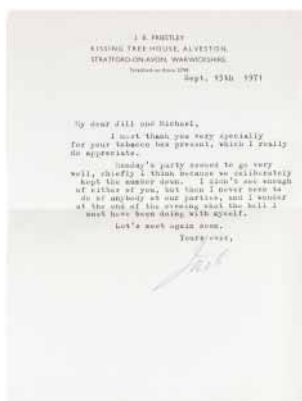 J. B. PRIESTLEY
KISSING TREE HOUSE, ALVESTON,
STRATFORD-ON-AVON, WARWICKSHIRE.
Sept. 13th 1971
My dear Jill and Michael,
I must thank you very specially
for your tobacco box present, which I really
do appreciate.
Sunday's party seemed to go very
well, chiefly I think because we deliberately
kept the number down. I didn't see enough
of either of you, but then I never seem to
do of anybody at our parties, and I wonder
at the end of the evening what the hell I
must have been doing with myself.
Let's meet again soon.
Yours ever,
Jack